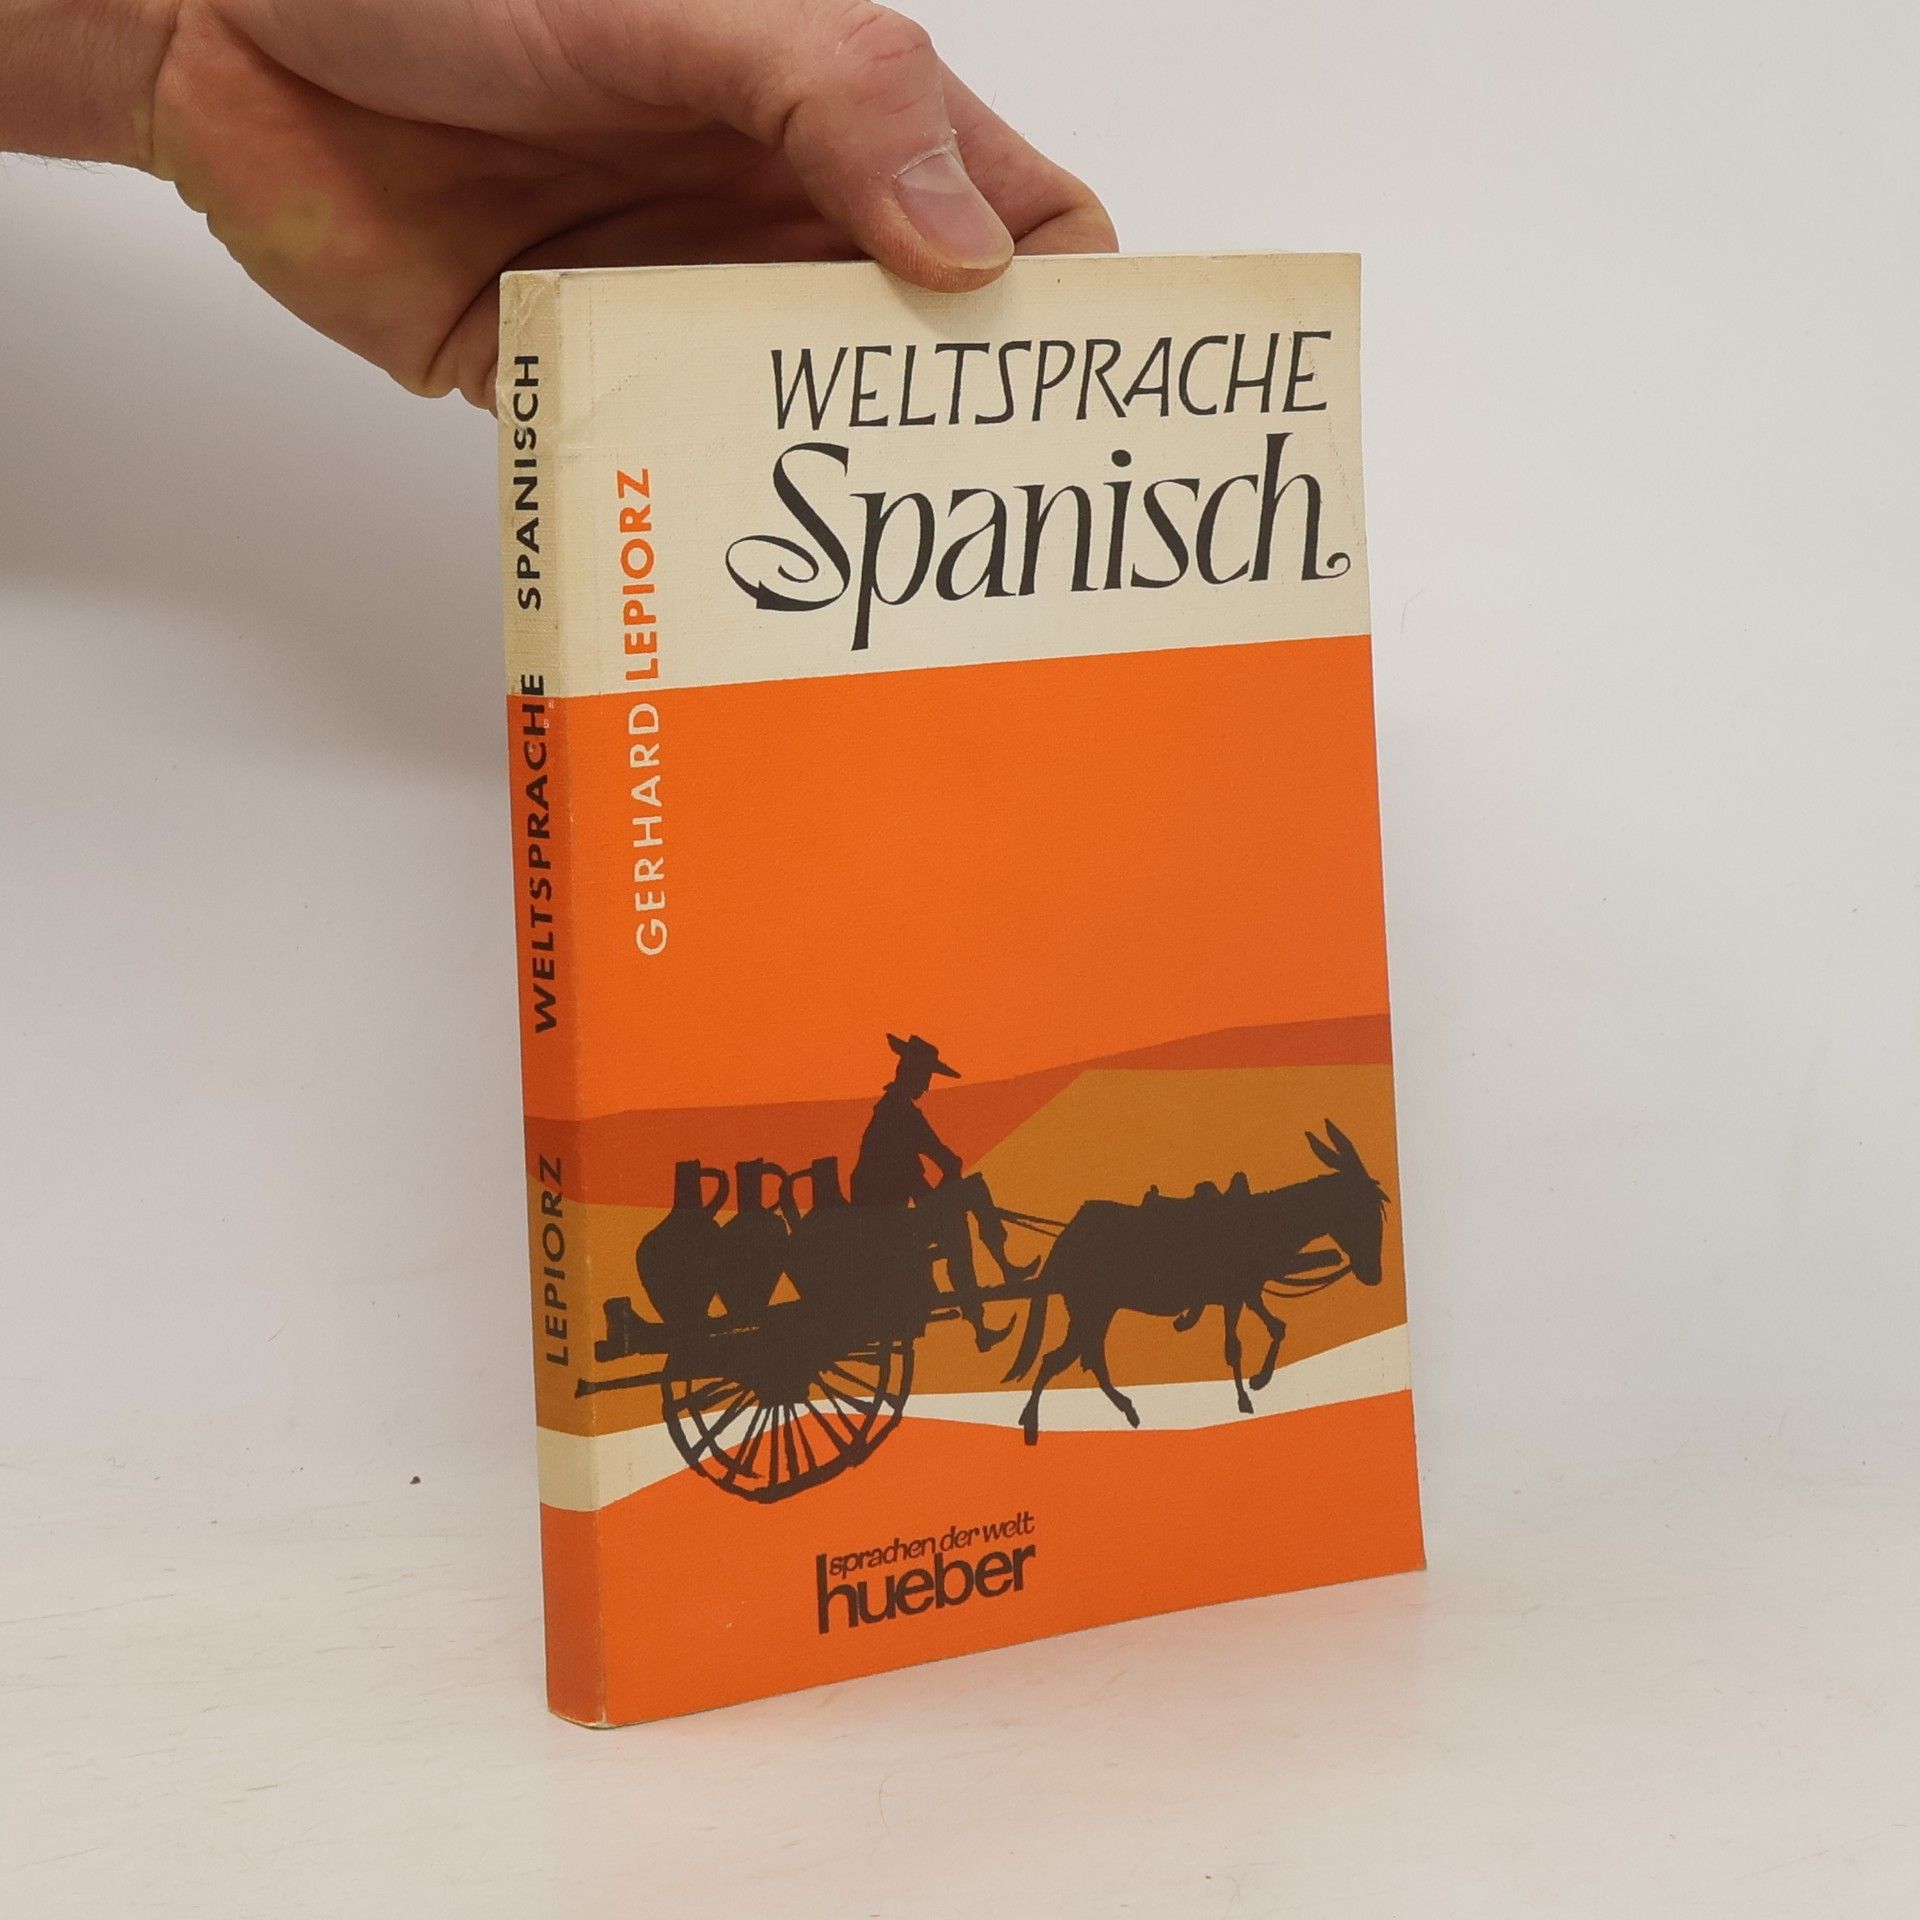 WELTSPRACHE
Spanisch
GERHARD LEPIORZ
sprachen der welt
hueber
LEPIORZ WELTSPRACHE SPANISCH